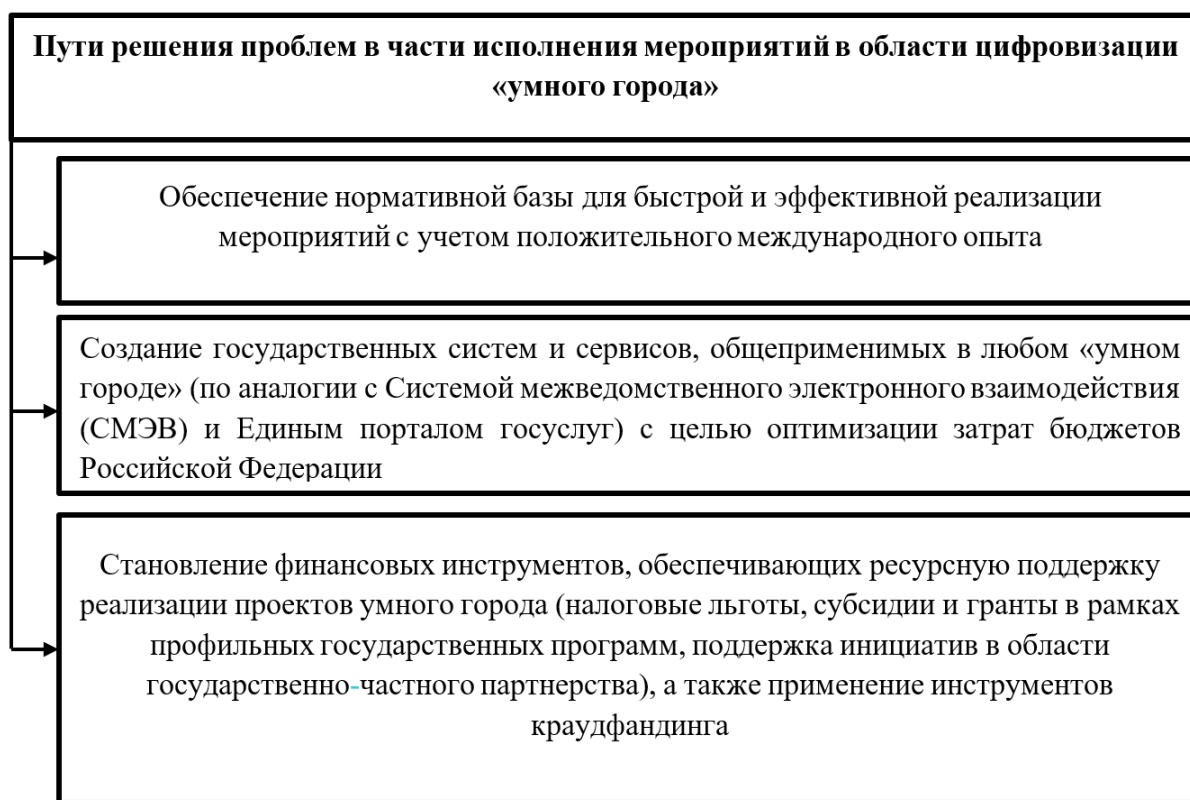 Пути решения проблем в части исполнения мероприятий в области цифровизации
«умного города»
Обеспечение нормативной базы для быстрой и эффективной реализации
мероприятий с учетом положительного международного опыта
Создание государственных систем и сервисов, общеприменимых в любом «умном
городе» (по аналогии с Системой межведомственного электронного взаимодействия
(СМЭВ) и Единым порталом госуслуг) с целью оптимизации затрат бюджетов
Российской Федерации
Становление финансовых инструментов, обеспечивающих ресурсную поддержку
реализации проектов умного города (налоговые льготы, субсидии и гранты в рамках
профильных государственных программ, поддержка инициатив в области
государственно-частного партнерства), а также применение инструментов
краудфандинга